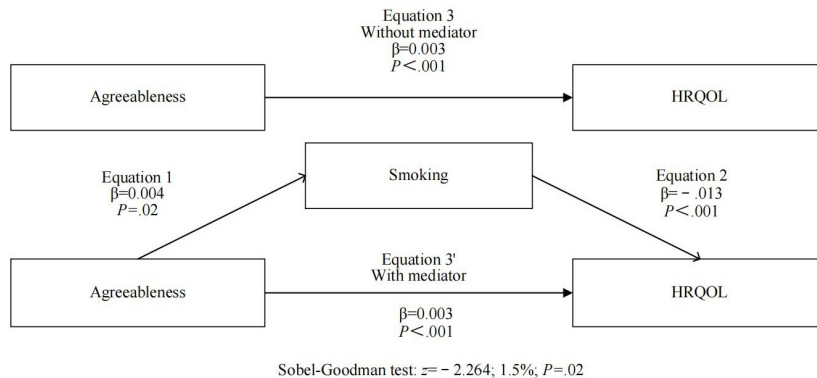 Equation 3
Without mediator
β=0.003
P<.001
Agreeableness
HRQOL
Equation 1
β=0.004
P=.02
Smoking
Equation 2
β= − .013
P<.001
Agreeableness
Equation 3'
With mediator
β=0.003
P<.001
HRQOL
Sobel-Goodman test: z= − 2.264; 1.5%; P=.02